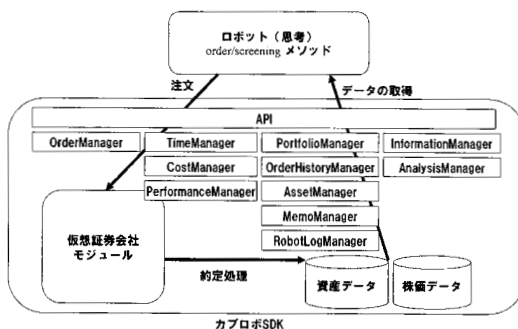 ロボット（思考）
order/screening メソッド
注文
データの取得
API
OrderManager
TimeManager
PortfolioManager
InformationManager
CostManager
OrderHistoryManager
AnalysisManager
PerformanceManager
AssetManager
MemoManager
RobotLogManager
仮想証券会社
モジュール
約定処理
資産データ
株価データ
カブロボSDK